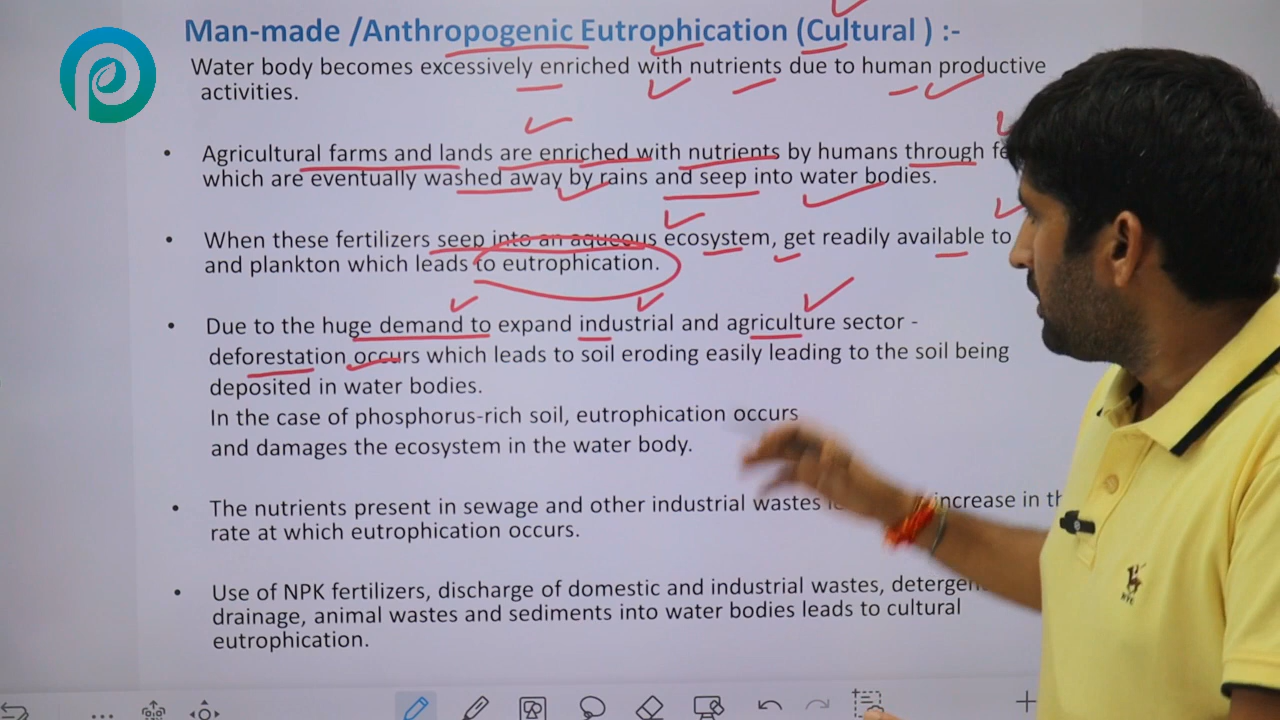 Man-made /Anthropogenic Eutrophication (Cultural ) :-
Water body becomes excessively enriched with nutrients due to human productive
activities.
• Agricultural farms and lands are enriched with nutrients by humans through
which are eventually washed away by rains and seep into water bodies.
• When these fertilizers seep into an aqueous ecosystem, get readily available to
and plankton which leads to eutrophication.
• Due to the huge demand to expand industrial and agriculture sector -
deforestation occurs which leads to soil eroding easily leading to the soil being
deposited in water bodies.
In the case of phosphorus-rich soil, eutrophication occurs
and damages the ecosystem in the water body.
• The nutrients present in sewage and other industrial wastes increase in
rate at which eutrophication occurs.
• Use of NPK fertilizers, discharge of domestic and industrial wastes,
drainage, animal wastes and sediments into water bodies leads to cultural
eutrophication.